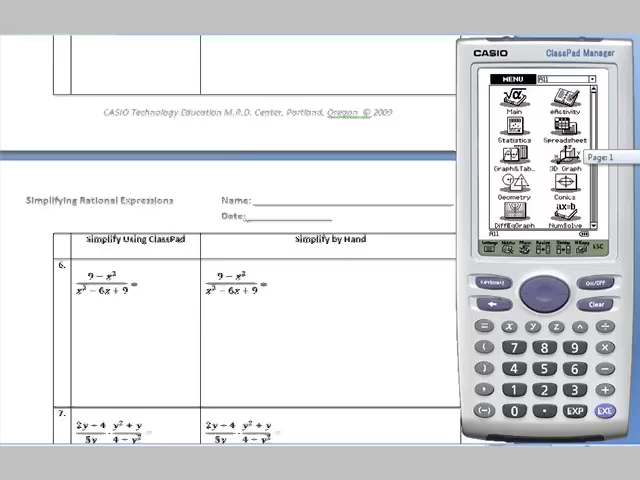 CASIO Technology Education M.R.D. Center, Portland, Oregon © 2009
Simplifying Rational Expressions
Name:
Date:
Simplify Using ClassPad
Simplify by Hand
6.
9 − x²
x² − 6x + 9 =
9 − x²
x² − 6x + 9 =
7.
2y + 4 · y² + y
5y 4 − y² =
2y + 4 · y² + y
5y 4 − y² =
CASIO
ClassPad Manager
MENU All
Main eActivity
Statistics Spreadsheet
Graph&Tab.. 3D Graph
Page: 1
Geometry Conics
DiffEqGraph NumSolve
All
ESC
Keyboard ON/OFF
Clear
= x y z ^ ÷
( 7 8 9 ×
) 4 5 6 −
, 1 2 3 +
(−) 0 . EXP EXE